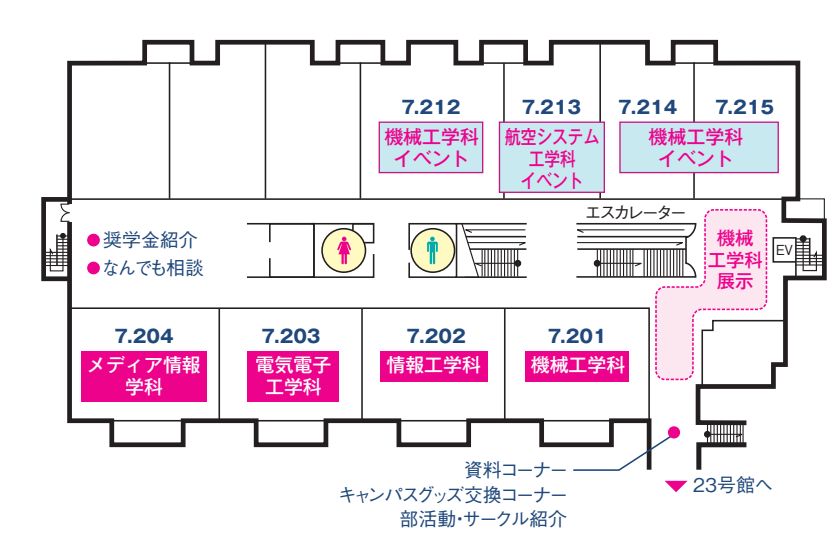 7.212
機械工学科
イベント
7.213
航空システム
工学科
イベント
7.214
7.215
機械工学科
イベント
エスカレーター
●奨学金紹介
●なんでも相談
機械
工学科
展示
EV
7.204
メディア情報
学科
7.203
電気電子
工学科
7.202
情報工学科
7.201
機械工学科
資料コーナー
キャンパスグッズ交換コーナー
部活動・サークル紹介
▼23号館へ